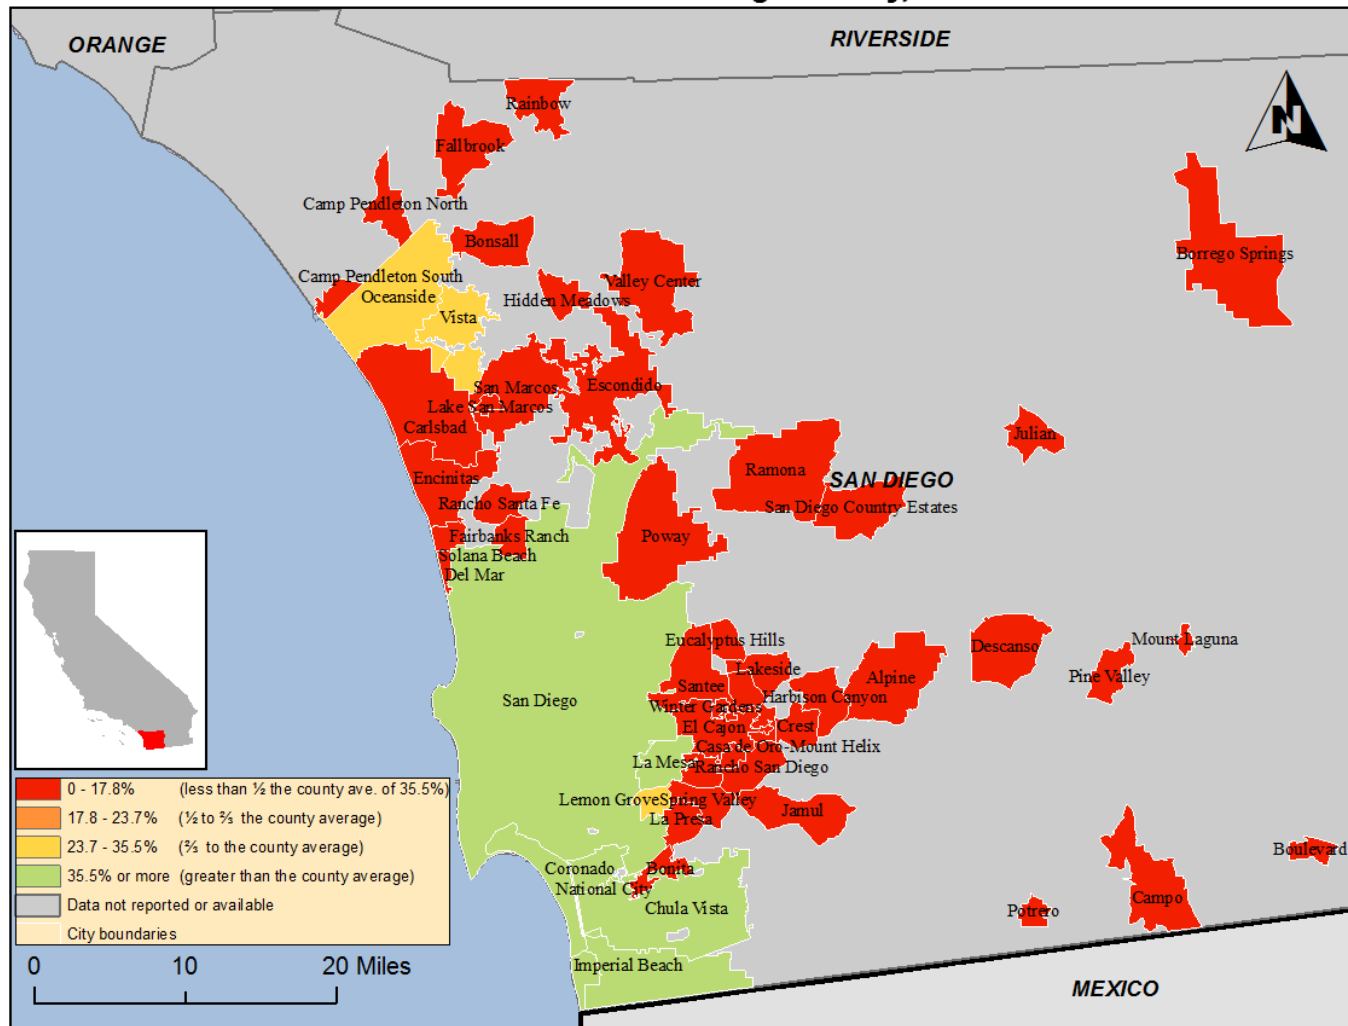 ORANGE
RIVERSIDE
Rainbow
N
Fallbrook
Camp Pendleton North
Bonsall
Borrego Springs
Camp Pendleton South
Valley Center
Oceanside
Hidden Meadows
Vista
San Marcos
Escondido
Lake San Marcos
Carlsbad
Julian
Ramona
Encinitas
SAN DIEGO
Rancho Santa Fe
San Diego Country Estates
Fairbanks Ranch
Poway
Solana Beach
Del Mar
Eucalyptus Hills
Mount Laguna
Descanso
Lakeside
Pine Valley
Alpine
Santee
Harbison Canyon
San Diego
Winter Gardens
El Cajon
Crest
Casa de Oro-Mount Helix
La Mesa
Rancho San Diego
Lemon Grove
Spring Valley
Jamul
La Presa
Boulevard
Coronado
Bonita
National City
Campo
Chula Vista
Potrero
Imperial Beach
MEXICO
0 - 17.8% (less than ½ the county ave. of 35.5%)
17.8 - 23.7% (½ to ⅔ the county average)
23.7 - 35.5% (⅔ to the county average)
35.5% or more (greater than the county average)
Data not reported or available
City boundaries
0 10 20 Miles